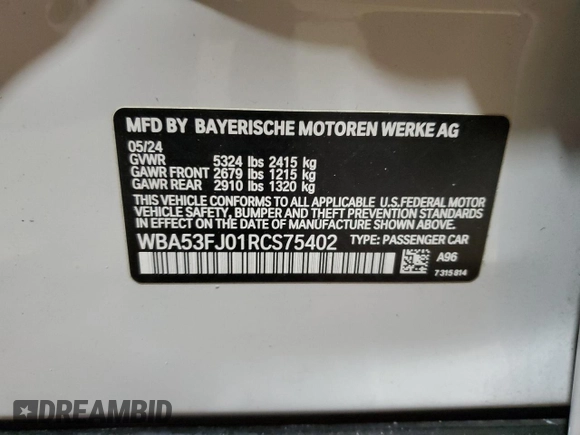 MFD BY BAYERISCHE MOTOREN WERKE AG
05/24
GVWR 5324 lbs 2415 kg
GAWR FRONT 2679 lbs 1215 kg
GAWR REAR 2910 lbs 1320 kg
THIS VEHICLE CONFORMS TO ALL APPLICABLE U.S.FEDERAL MOTOR
VEHICLE SAFETY, BUMPER AND THEFT PREVENTION STANDARDS
IN EFFECT ON THE DATE OF MANUFACTURE SHOWN ABOVE.
WBA53FJ01RCS75402 TYPE: PASSENGER CAR
A96
7 315 814
DREAMBID